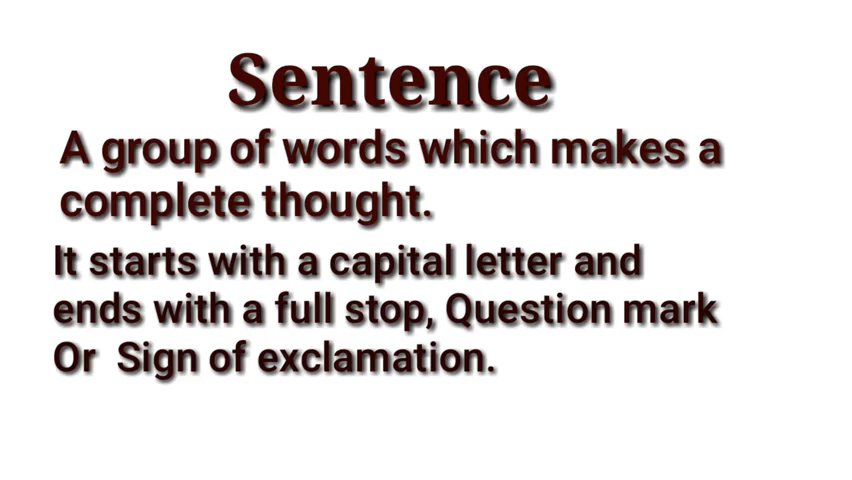 Sentence
A group of words which makes a
complete thought.
It starts with a capital letter and
ends with a full stop, Question mark
Or Sign of exclamation.